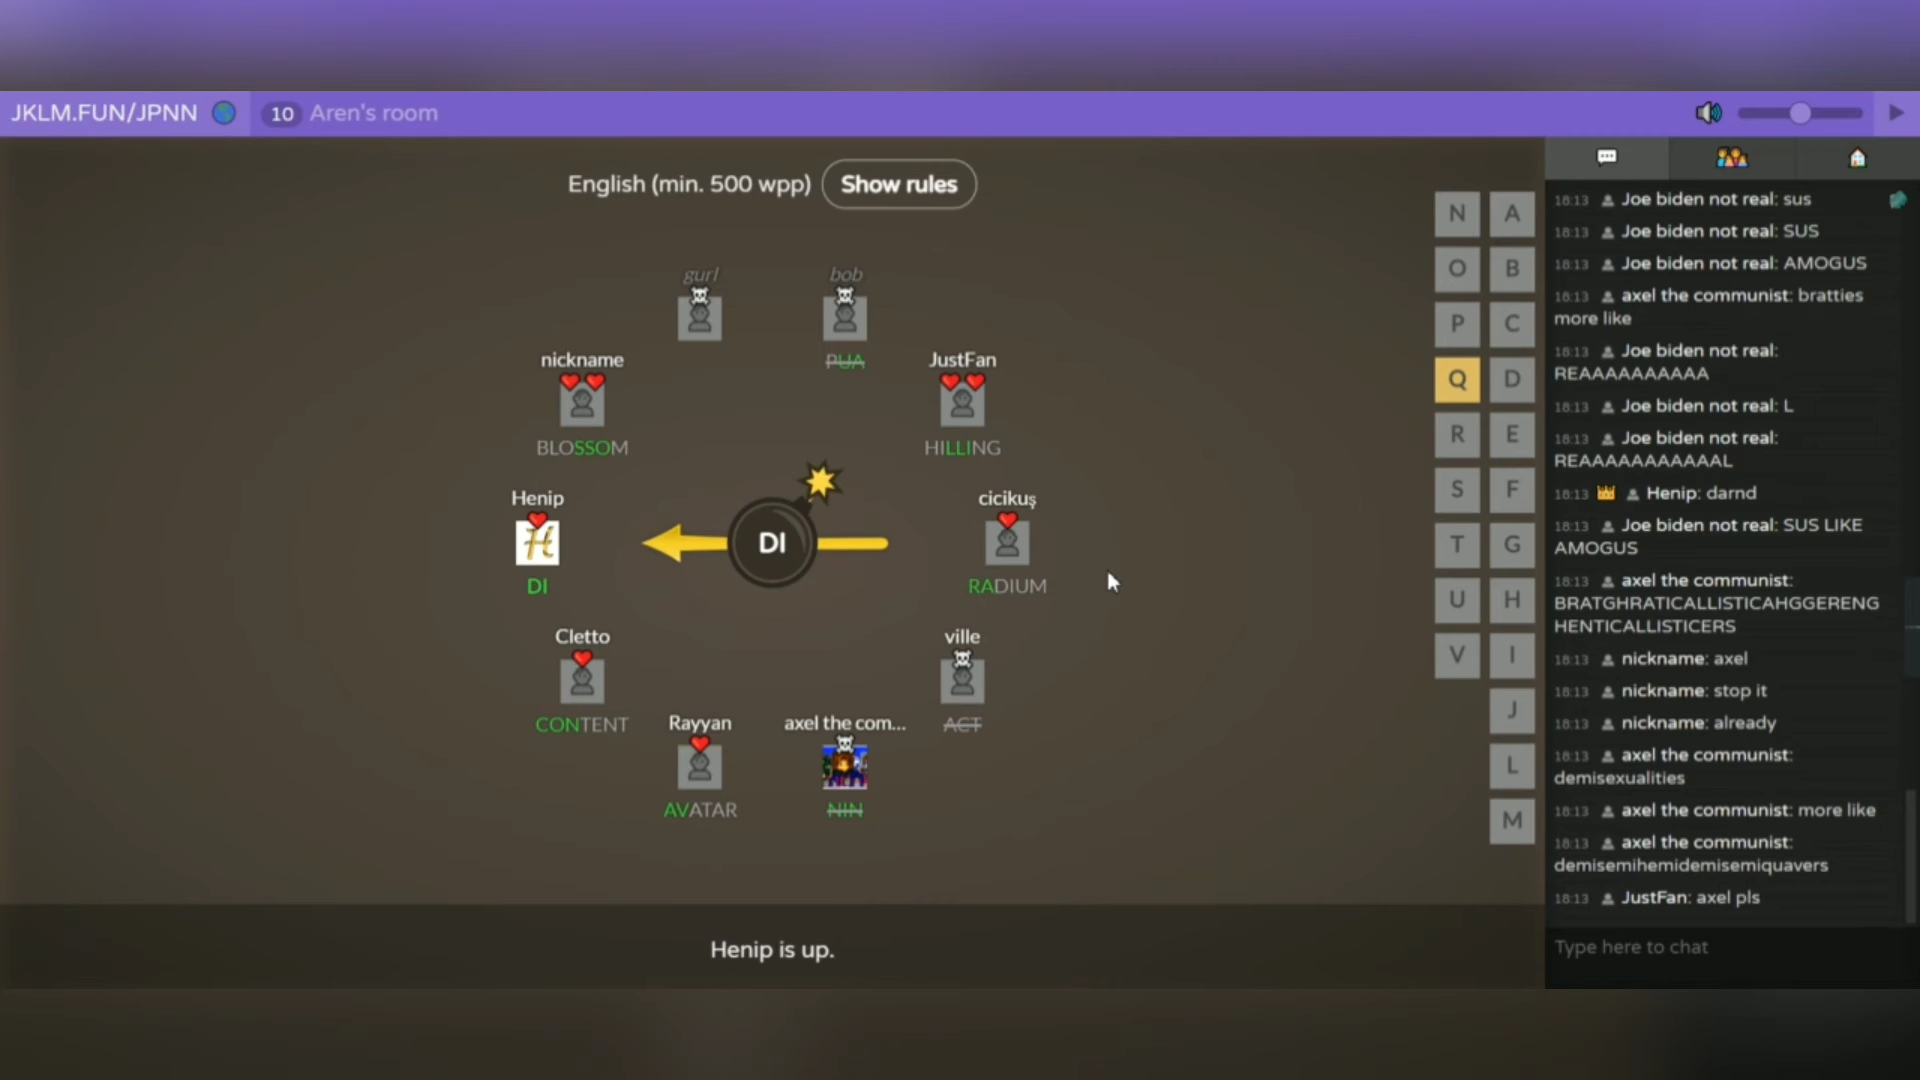 JKLM.FUN/JPNN
10 Aren's room
English (min. 500 wpp) Show rules
gurl
bob
PUA
nickname
BLOSSOM
JustFan
HILLING
Henip
H
DI
DI
cicikuş
RADIUM
Cletto
CONTENT
ville
ACT
Rayyan
AVATAR
axel the com...
NIN
Henip is up.
N A
O B
P C
Q D
R E
S F
T G
U H
V I
J
L
M
18:13 Joe biden not real: sus
18:13 Joe biden not real: SUS
18:13 Joe biden not real: AMOGUS
18:13 axel the communist: bratties
more like
18:13 Joe biden not real:
REAAAAAAAAAA
18:13 Joe biden not real: L
18:13 Joe biden not real:
REAAAAAAAAAAAL
18:13 Henip: darnd
18:13 Joe biden not real: SUS LIKE
AMOGUS
18:13 axel the communist:
BRATGHRATICALLISTICAHGGERENG
HENTICALLISTICERS
18:13 nickname: axel
18:13 nickname: stop it
18:13 nickname: already
18:13 axel the communist:
demisexualities
18:13 axel the communist: more like
18:13 axel the communist:
demisemihemidemisemiquavers
18:13 JustFan: axel pls
Type here to chat